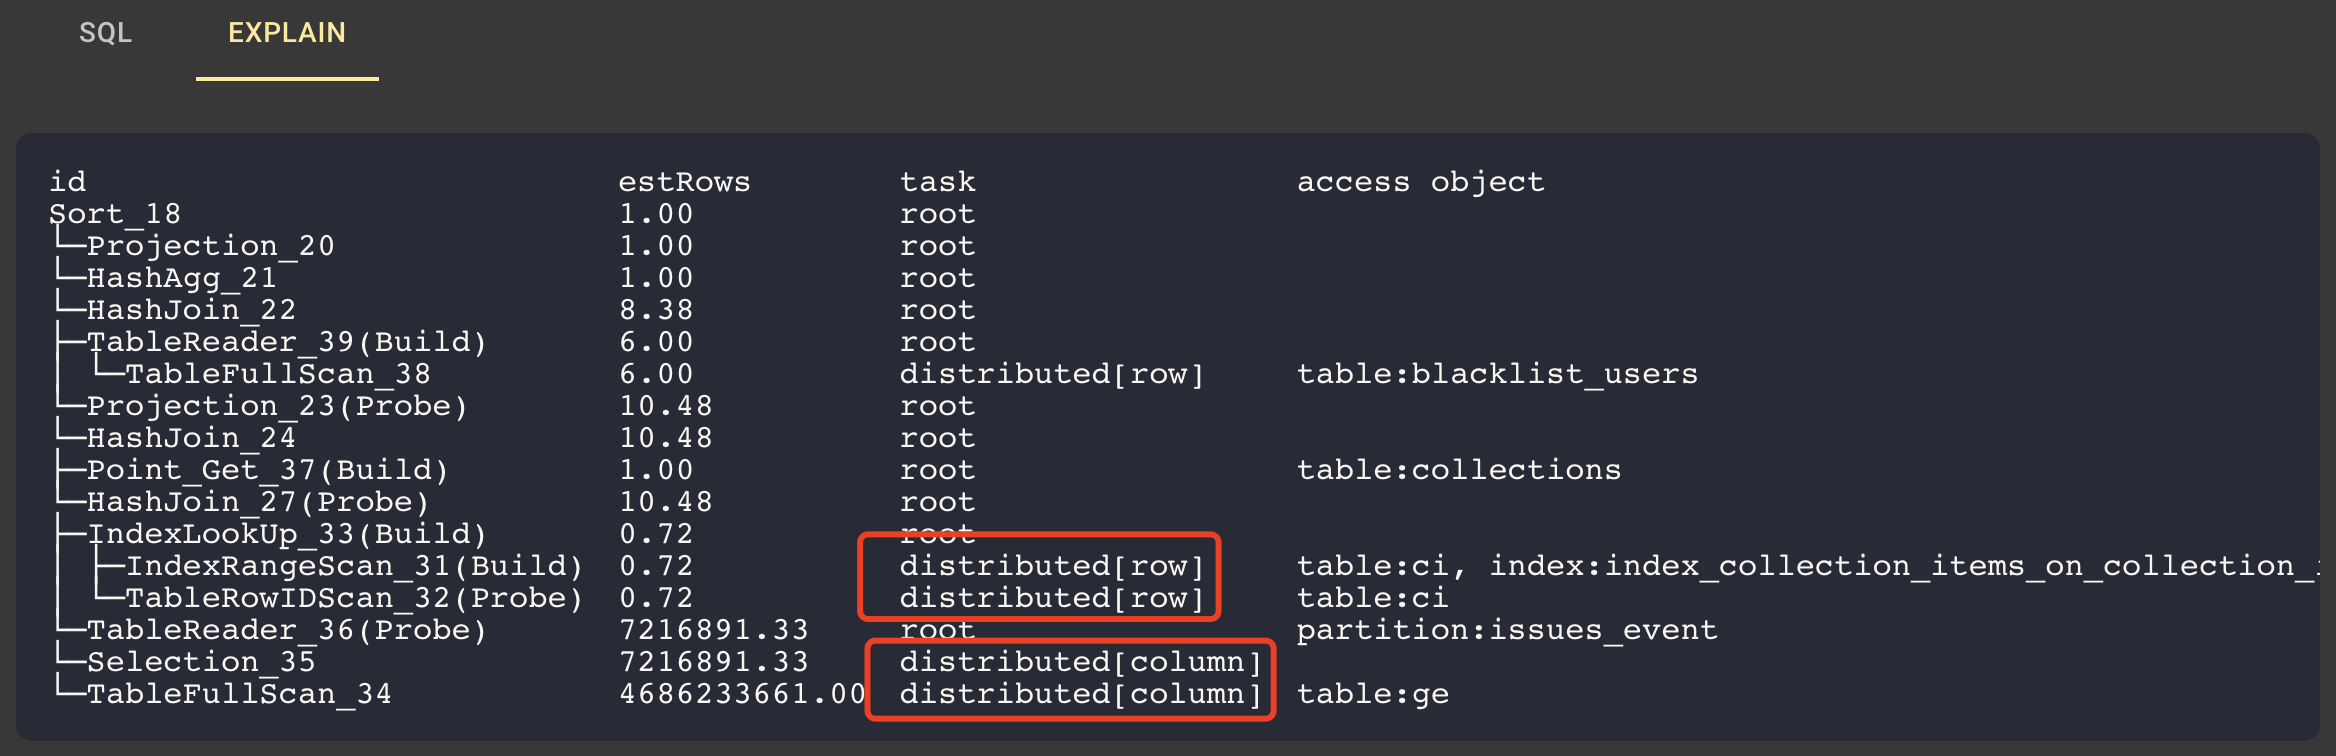 SQL EXPLAIN
id estRows task access object
Sort_18 1.00 root
└─Projection_20 1.00 root
└─HashAgg_21 1.00 root
└─HashJoin_22 8.38 root
├─TableReader_39(Build) 6.00 root
│ └─TableFullScan_38 6.00 distributed[row] table:blacklist_users
└─Projection_23(Probe) 10.48 root
└─HashJoin_24 10.48 root
├─Point_Get_37(Build) 1.00 root table:collections
└─HashJoin_27(Probe) 10.48 root
├─IndexLookUp_33(Build) 0.72 root
│ ├─IndexRangeScan_31(Build) 0.72 distributed[row] table:ci, index:index_collection_items_on_collection_
│ └─TableRowIDScan_32(Probe) 0.72 distributed[row] table:ci
└─TableReader_36(Probe) 7216891.33 root partition:issues_event
└─Selection_35 7216891.33 distributed[column]
└─TableFullScan_34 4686233661.00 distributed[column] table:ge